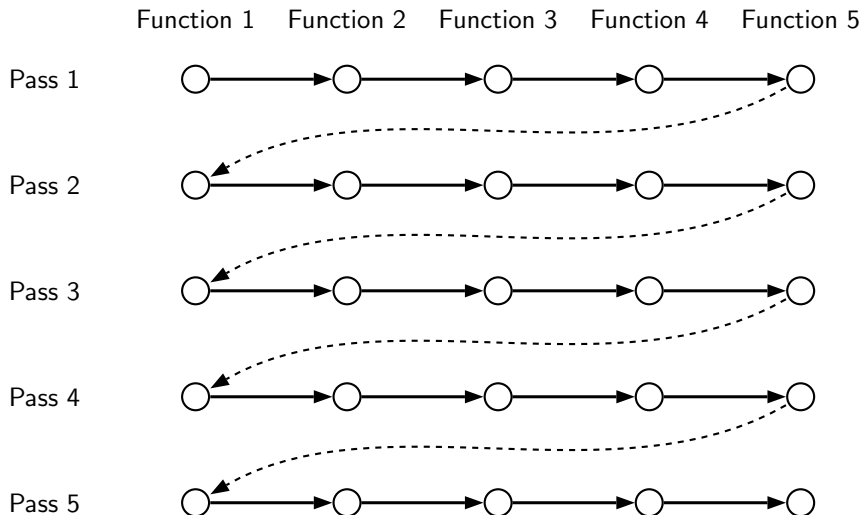 Function 1 Function 2 Function 3 Function 4 Function 5
Pass 1
Pass 2
Pass 3
Pass 4
Pass 5